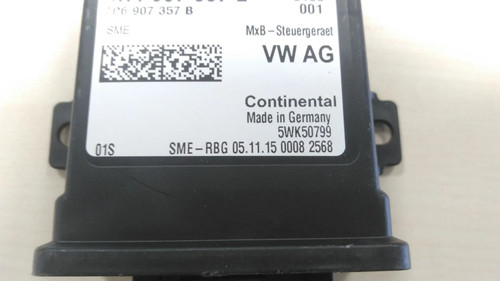 907 357 B
001
SME
MxB-Steuergeraet
VW AG
Continental
Made in Germany
5WK50799
01S
SME-RBG 05.11.15 0008 2568